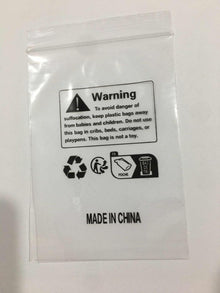 Warning
To avoid danger of
suffocation, keep plastic bags away
from babies and children. Do not use
this bag in cribs, beds, carriages, or
playpens. This bag is not a toy.
MADE IN CHINA